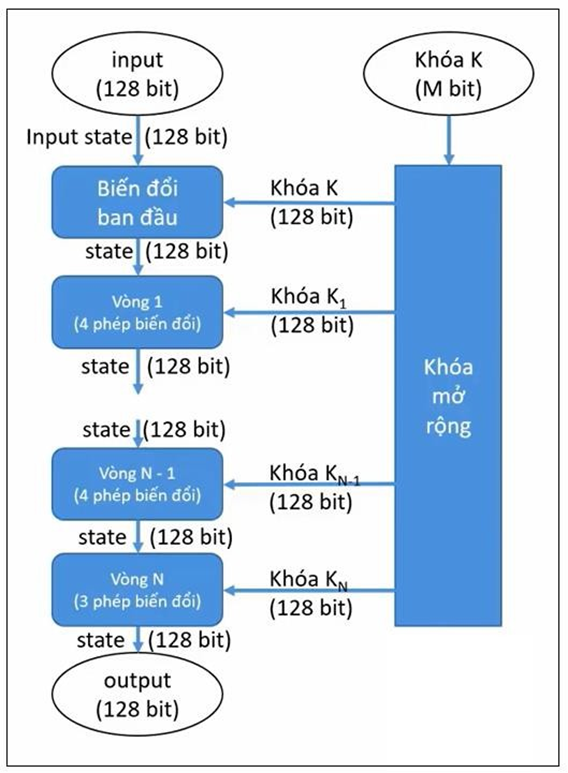 input
(128 bit)
Khóa K
(M bit)
Input state (128 bit)
Biến đổi
ban đầu
Khóa K
(128 bit)
state (128 bit)
Vòng 1
(4 phép biến đổi)
Khóa K1
(128 bit)
state (128 bit)
Khóa
mở
rộng
state (128 bit)
Vòng N - 1
(4 phép biến đổi)
Khóa KN-1
(128 bit)
state (128 bit)
Vòng N
(3 phép biến đổi)
Khóa KN
(128 bit)
state (128 bit)
output
(128 bit)